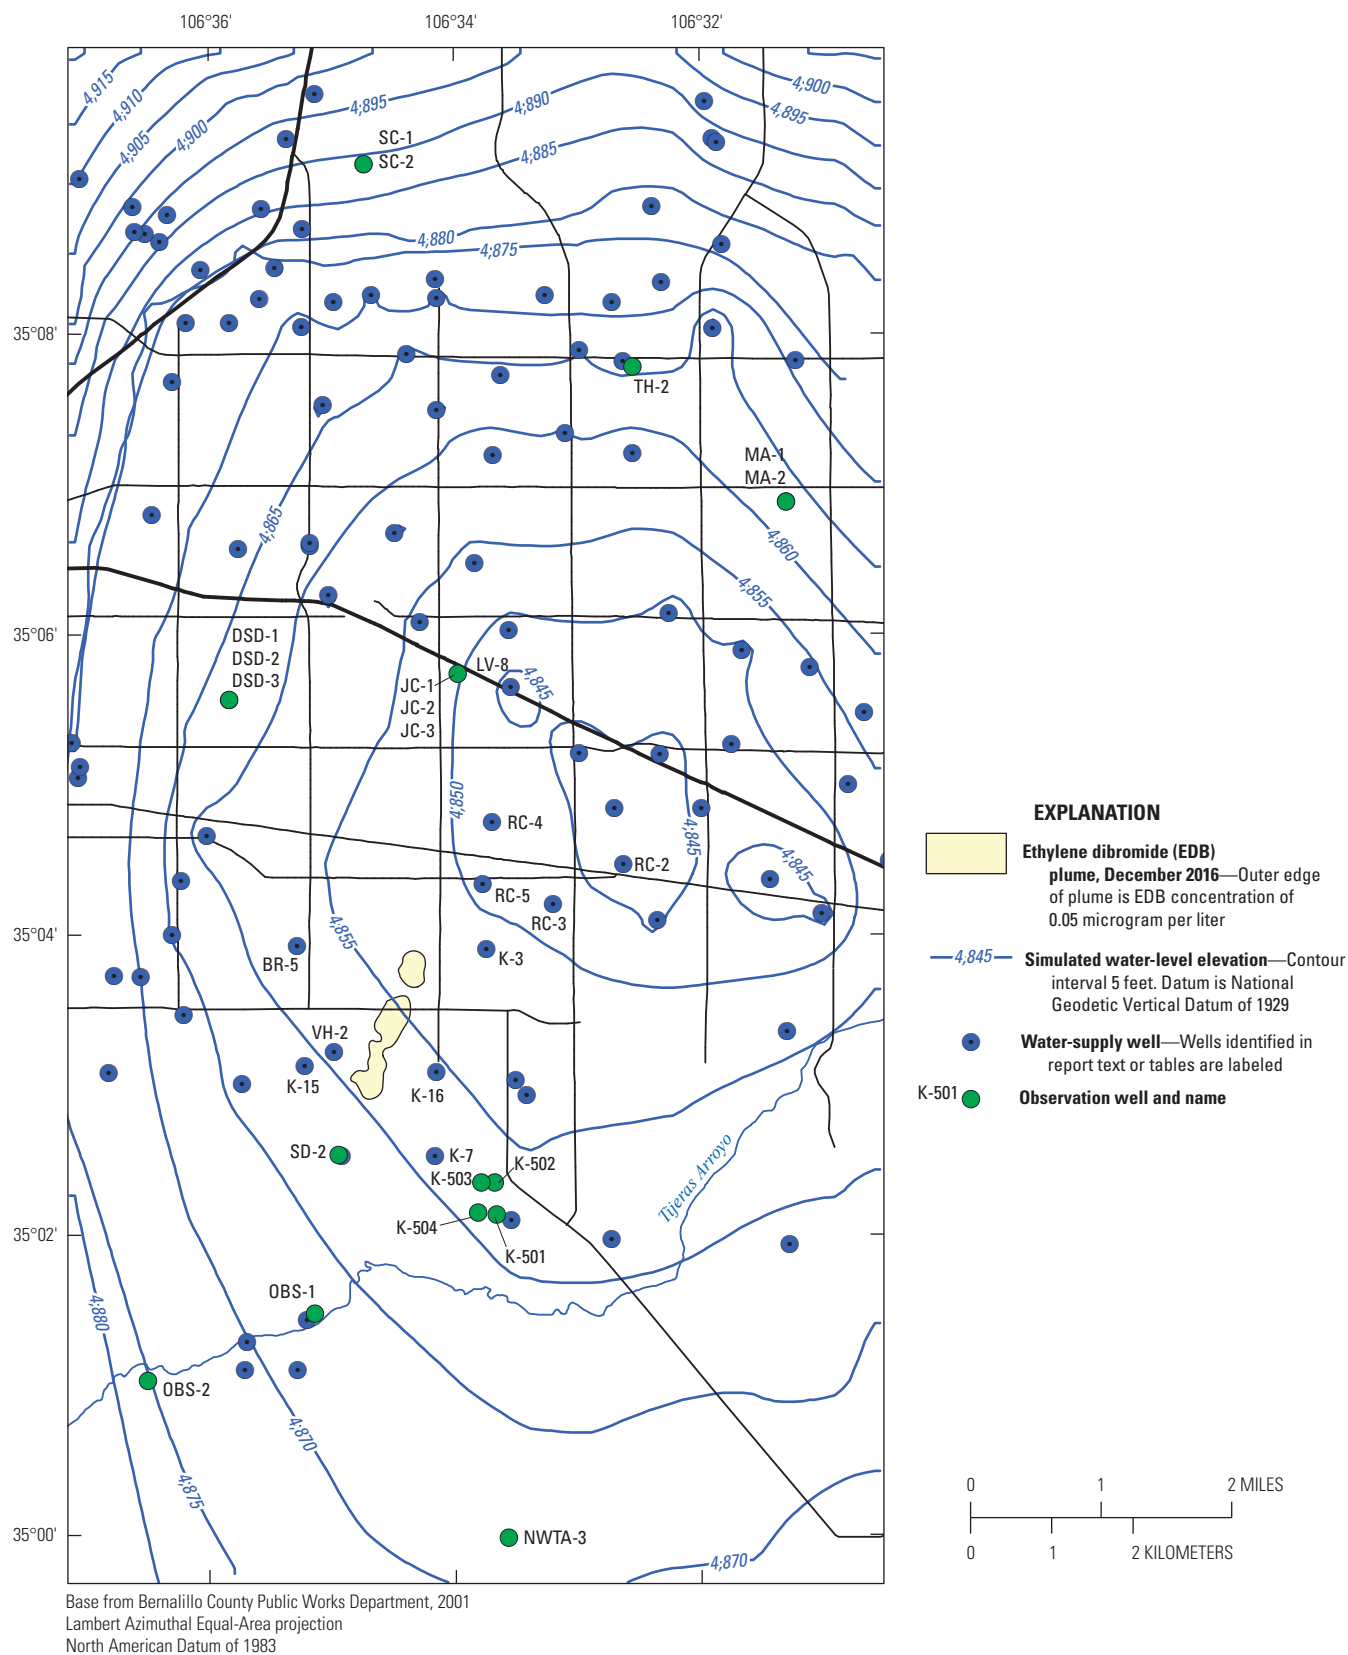 106°36' 106°34' 106°32'
4,915
4,910
4,905
4,900
4,895
4,890
4,885
4,900
4,895
SC-1
SC-2
4,880
4,875
35°08'
TH-2
MA-1
MA-2
4,865
4,860
4,855
35°06'
DSD-1
DSD-2
DSD-3
LV-8
JC-1
JC-2
JC-3
4,845
4,850
RC-4
4,845
RC-2
4,845
RC-5
RC-3
35°04'
4,855
BR-5
K-3
VH-2
K-15
K-16
SD-2
K-7
K-502
K-503
K-504
K-501
Tijeras Arroyo
35°02'
OBS-1
4,880
OBS-2
4,870
4,875
35°00'
NWTA-3
4,870
EXPLANATION
Ethylene dibromide (EDB)
plume, December 2016—Outer edge
of plume is EDB concentration of
0.05 microgram per liter
4,845 Simulated water-level elevation—Contour
interval 5 feet. Datum is National
Geodetic Vertical Datum of 1929
Water-supply well—Wells identified in
report text or tables are labeled
K-501 Observation well and name
0 1 2 MILES
0 1 2 KILOMETERS
Base from Bernalillo County Public Works Department, 2001
Lambert Azimuthal Equal-Area projection
North American Datum of 1983